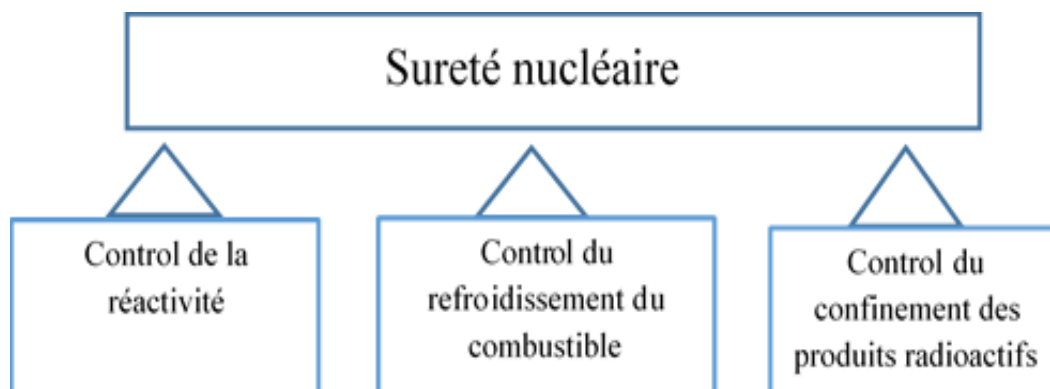 Sureté nucléaire
Control de la
réactivité
Control du
refroidissement du
combustible
Control du
confinement des
produits radioactifs